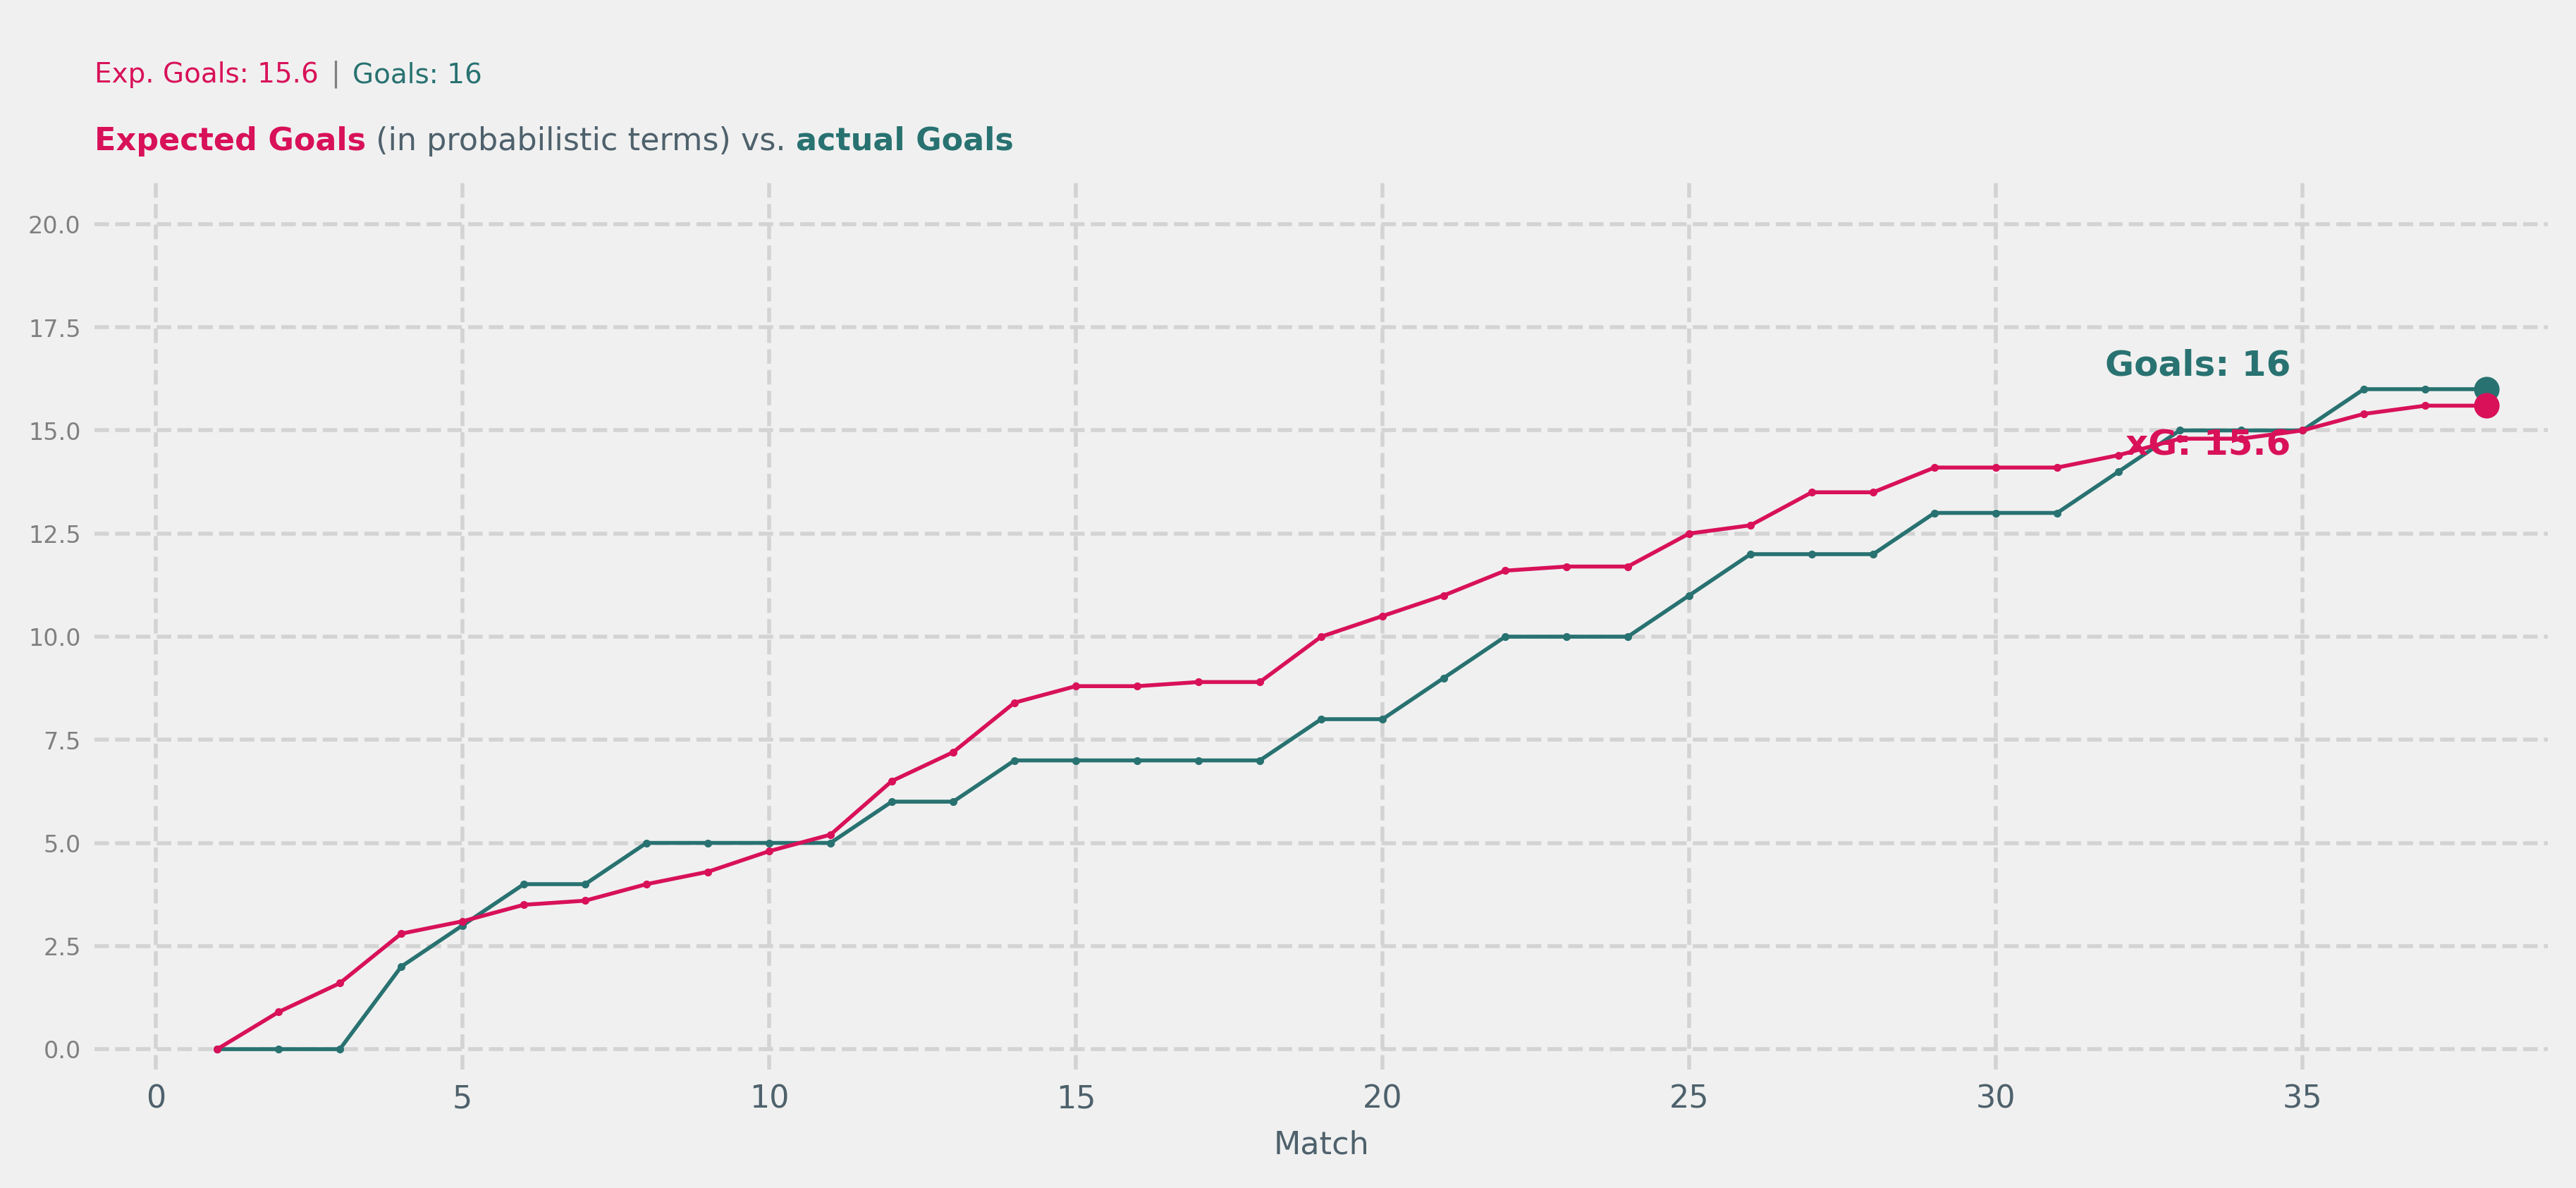 Exp. Goals: 15.6 | Goals: 16
Expected Goals (in probabilistic terms) vs. actual Goals
20.0
17.5
Goals: 16
15.0
xG: 15.6
12.5
10.0
7.5
5.0
2.5
0.0
0 5 10 15 20 25 30 35
Match